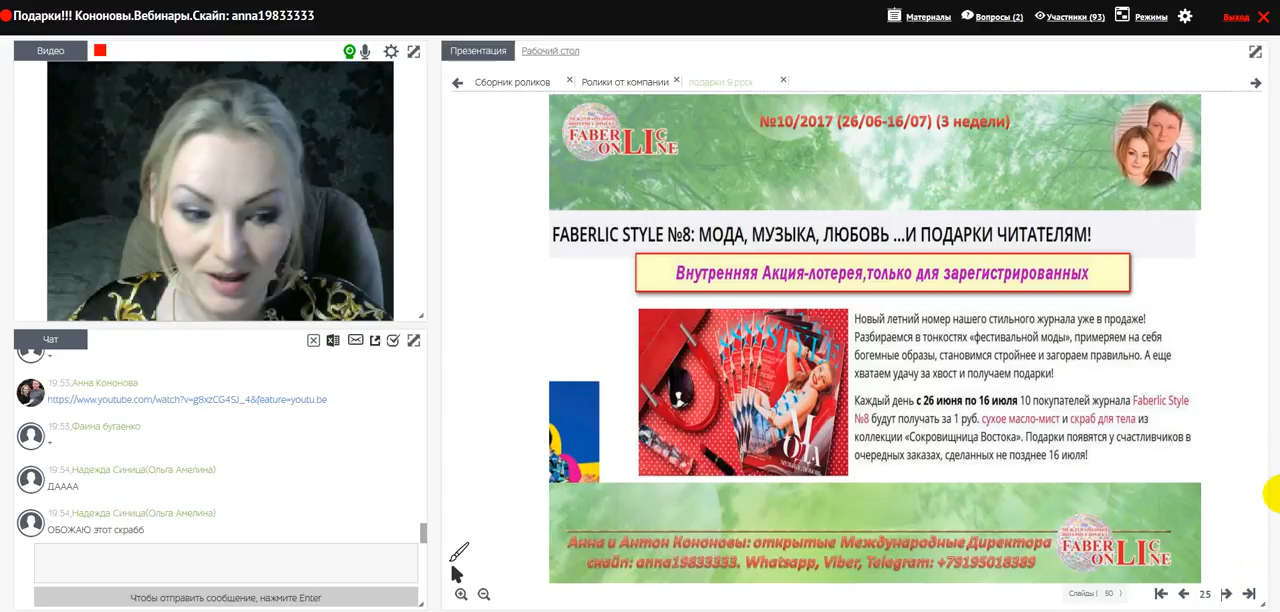 Подарки!!! Кононовы.Вебинары.Скайп: anna19833333
Материалы
Вопросы (2)
Участники (93)
Режимы
Выход
Видео
Презентация
Рабочий стол
Сборник роликов
Ролики от компании
подарки 9.pptx
МЕЖДУНАРОДНЫЙ
ИНТЕРНЕТ-ПРОЕКТ
FABERLIC
ONLINE
№10/2017 (26/06-16/07) (3 недели)
FABERLIC STYLE №8: МОДА, МУЗЫКА, ЛЮБОВЬ ...И ПОДАРКИ ЧИТАТЕЛЯМ!
Внутренняя Акция-лотерея,только для зарегистрированных
Новый летний номер нашего стильного журнала уже в продаже!
Разбираемся в тонкостях «фестивальной моды», примеряем на себя
богемные образы, становимся стройнее и загораем правильно. А еще
хватаем удачу за хвост и получаем подарки!
Каждый день с 26 июня по 16 июля 10 покупателей журнала Faberlic Style
№8 будут получать за 1 руб. сухое масло-мист и скраб для тела из
коллекции «Сокровищница Востока». Подарки появятся у счастливчиков в
очередных заказах, сделанных не позднее 16 июля!
Анна и Антон Кононовы: открытые Международные Директора
скайп: anna19833333. Whatsapp, Viber, Telegram: +79195018389
FABERLIC
ONLINE
Слайды ( 50 )
25
Чат
+
19:53,Анна Кононова
https://www.youtube.com/watch?v=g8xzCG4SJ_4&feature=youtu.be
19:53,Фаина бугаенко
+
19:54,Надежда Синица(Ольга Амелина)
ДАААА
19:54,Надежда Синица(Ольга Амелина)
ОБОЖАЮ этот скрабб
Чтобы отправить сообщение, нажмите Enter